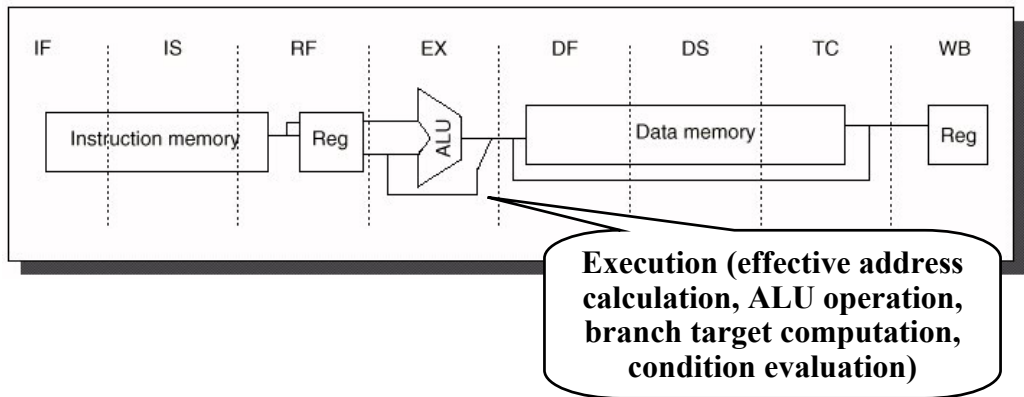 IF IS RF EX DF DS TC WB
Instruction memory Reg ALU Data memory Reg
Execution (effective address
calculation, ALU operation,
branch target computation,
condition evaluation)